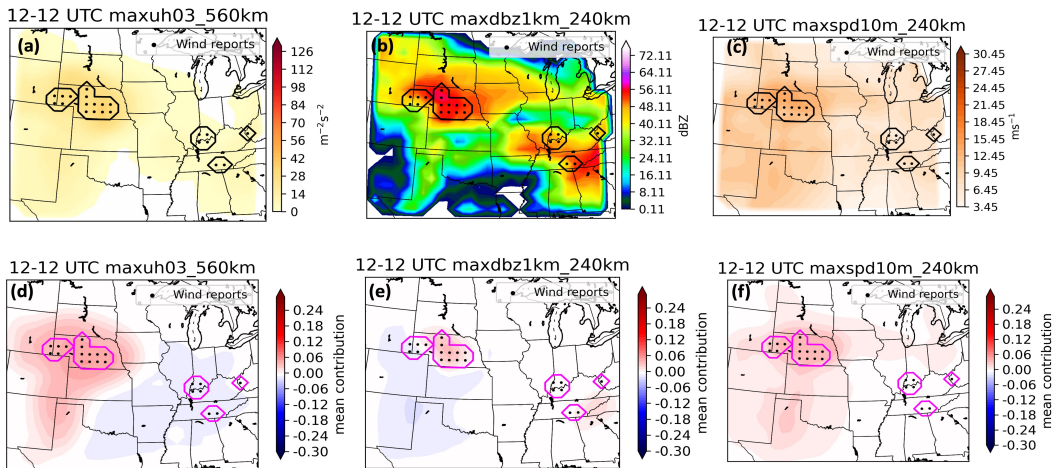 12-12 UTC maxuh03_560km
(a)
Wind reports
126
112
98
84
70
56
42
28
14
0
m⁻²s⁻²
12-12 UTC maxdbz1km_240km
(b)
Wind reports
72.11
64.11
56.11
48.11
40.11
32.11
24.11
16.11
8.11
0.11
dBZ
12-12 UTC maxspd10m_240km
(c)
Wind reports
30.45
27.45
24.45
21.45
18.45
15.45
12.45
9.45
6.45
3.45
ms⁻¹
12-12 UTC maxuh03_560km
(d)
Wind reports
0.24
0.18
0.12
0.06
0.00
-0.06
-0.12
-0.18
-0.24
-0.30
mean contribution
12-12 UTC maxdbz1km_240km
(e)
Wind reports
0.24
0.18
0.12
0.06
0.00
-0.06
-0.12
-0.18
-0.24
-0.30
mean contribution
12-12 UTC maxspd10m_240km
(f)
Wind reports
0.24
0.18
0.12
0.06
0.00
-0.06
-0.12
-0.18
-0.24
-0.30
mean contribution